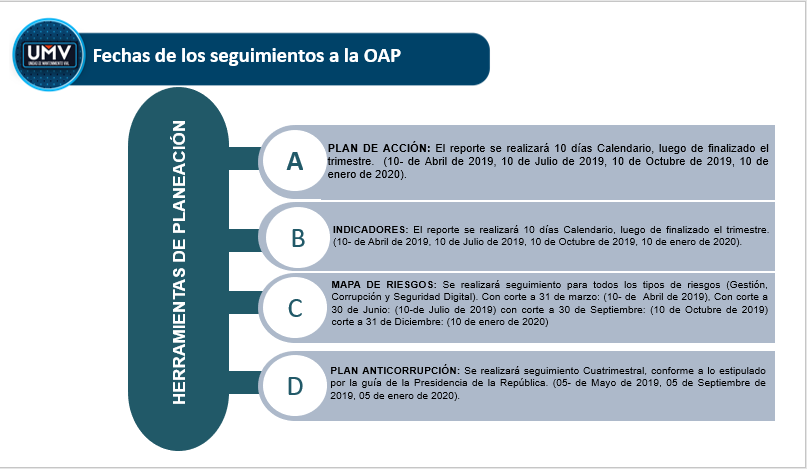 UMV
UNIDAD DE MANTENIMIENTO VIAL
Fechas de los seguimientos a la OAP
HERRAMIENTAS DE PLANEACIÓN
A
PLAN DE ACCIÓN: El reporte se realizará 10 días Calendario, luego de finalizado el
trimestre. (10- de Abril de 2019, 10 de Julio de 2019, 10 de Octubre de 2019, 10 de
enero de 2020).
B
INDICADORES: El reporte se realizará 10 días Calendario, luego de finalizado el trimestre.
(10- de Abril de 2019, 10 de Julio de 2019, 10 de Octubre de 2019, 10 de enero de 2020).
C
MAPA DE RIESGOS: Se realizará seguimiento para todos los tipos de riesgos (Gestión,
Corrupción y Seguridad Digital). Con corte a 31 de marzo: (10- de Abril de 2019), Con corte a
30 de Junio: (10-de Julio de 2019) con corte a 30 de Septiembre: (10 de Octubre de 2019)
corte a 31 de Diciembre: (10 de enero de 2020)
D
PLAN ANTICORRUPCIÓN: Se realizará seguimiento Cuatrimestral, conforme a lo estipulado
por la guía de la Presidencia de la República. (05- de Mayo de 2019, 05 de Septiembre de
2019, 05 de enero de 2020).